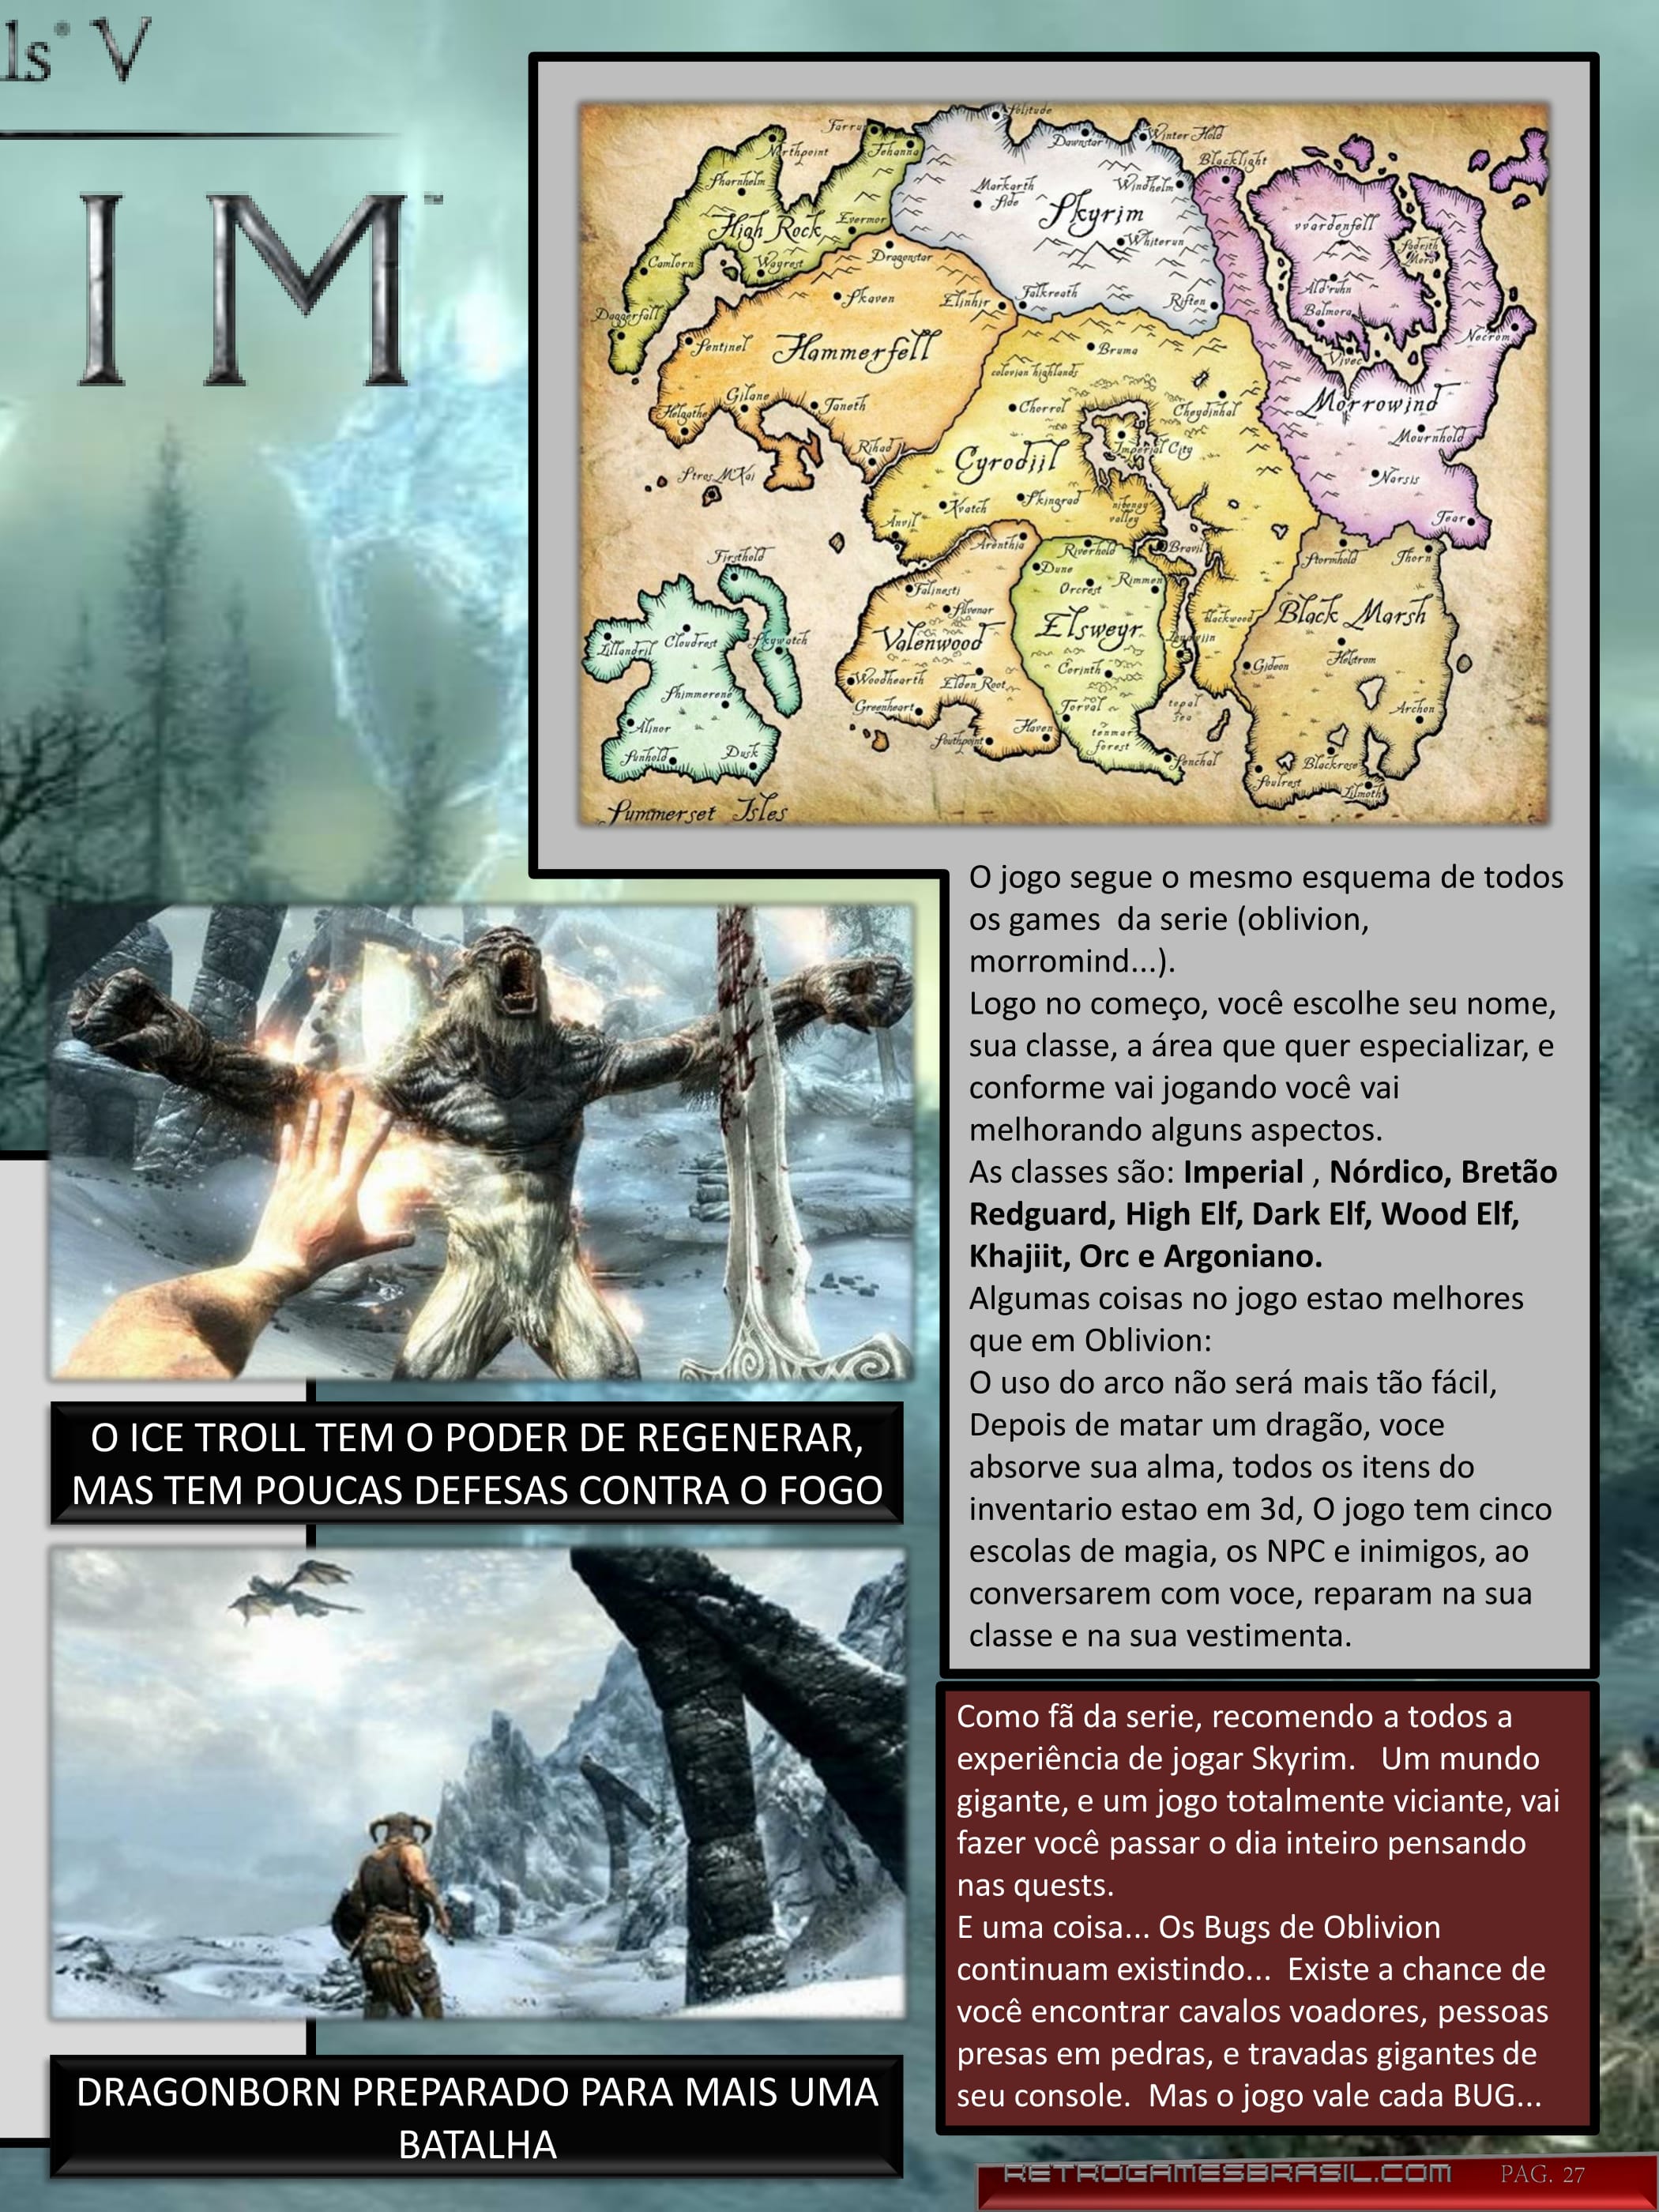 ls V
IM
Solitude
Farrun
Dawnstar
Winter Hold
Northpoint
Jehanna
Blacklight
Pharnhelm
Markarth
Side
Windhelm
Skyrim
High Rock
Evermor
Whiterun
vvardenfell
Camlorn
Wayrest
Dragonstar
Ald'ruhn
Skaven
Elinhir
Falkreath
Riften
Balmora
Daggerfall
Sentinel
Hammerfell
Bruma
Vivec
Necrom
colovian highlands
Gilane
Taneth
Chorrol
Cheydinhal
Morrowind
Helgathe
Mournhold
Rihad
Cyrodiil
Imperial City
Stros M'Kai
Narsis
Kvatch
Skingrad
nibenay
valley
Anvil
Tear
Firsthold
Arenthia
Riverhold
Bravil
Stormhold
Thorn
Dune
Falinesti
Orcrest
Rimmen
Silvenar
Elsweyr
blackwood
Black Marsh
Lillandril
Cloudrest
Skywatch
Valenwood
Leyawiin
Helstrom
Corinth
Gideon
Woodhearth
Elden Root
Shimmerene
Greenheart
Torval
topal
sea
Archon
Alinor
Haven
Southpoint
tenmar
forest
Sunhold
Dusk
Senchal
Blackrose
Soulrest
Lilmoth
Summerset Isles
O jogo segue o mesmo esquema de todos
os games da serie (oblivion,
morromind...).
Logo no começo, você escolhe seu nome,
sua classe, a área que quer especializar, e
conforme vai jogando você vai
melhorando alguns aspectos.
As classes são: Imperial , Nórdico, Bretão
Redguard, High Elf, Dark Elf, Wood Elf,
Khajiit, Orc e Argoniano.
Algumas coisas no jogo estao melhores
que em Oblivion:
O uso do arco não será mais tão fácil,
Depois de matar um dragão, voce
absorve sua alma, todos os itens do
inventario estao em 3d, O jogo tem cinco
escolas de magia, os NPC e inimigos, ao
conversarem com voce, reparam na sua
classe e na sua vestimenta.
O ICE TROLL TEM O PODER DE REGENERAR,
MAS TEM POUCAS DEFESAS CONTRA O FOGO
DRAGONBORN PREPARADO PARA MAIS UMA
BATALHA
Como fã da serie, recomendo a todos a
experiência de jogar Skyrim. Um mundo
gigante, e um jogo totalmente viciante, vai
fazer você passar o dia inteiro pensando
nas quests.
E uma coisa... Os Bugs de Oblivion
continuam existindo... Existe a chance de
você encontrar cavalos voadores, pessoas
presas em pedras, e travadas gigantes de
seu console. Mas o jogo vale cada BUG...
RETROGAMESBRASIL.COM PAG. 27